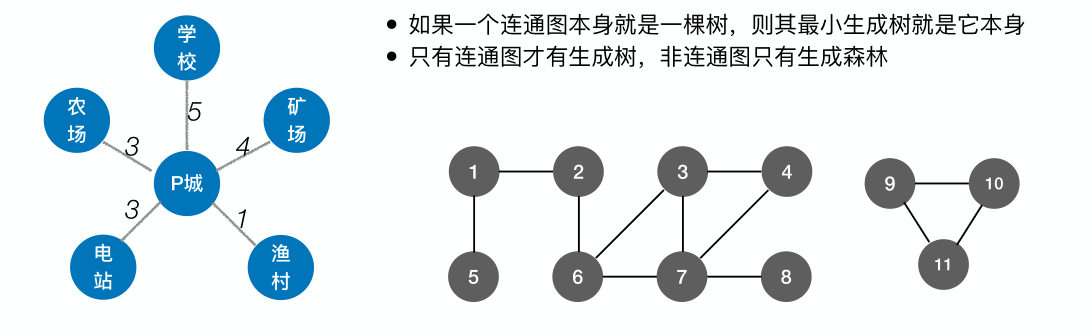 如果一个连通图本身就是一棵树，则其最小生成树就是它本身
只有连通图才有生成树，非连通图只有生成森林
学
校
农
场
矿
场
5
3
4
P城
3
1
电
站
渔
村
1
2
3
4
5
6
7
8
9
10
11